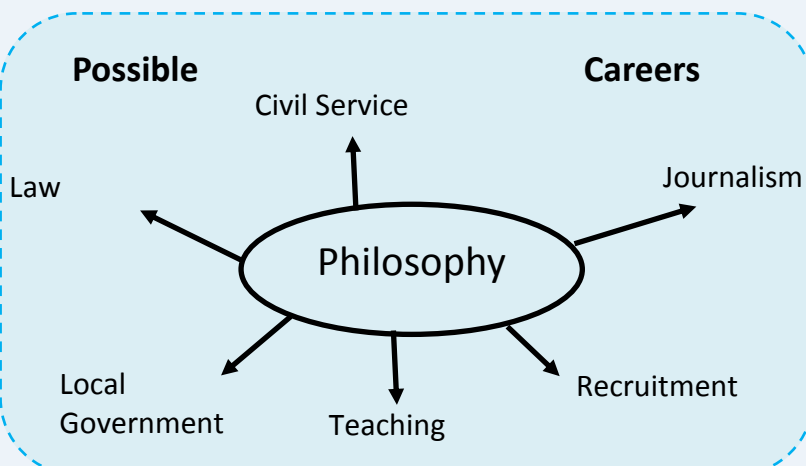 Possible Careers
Civil Service
Law
Journalism
Philosophy
Local
Government
Teaching
Recruitment